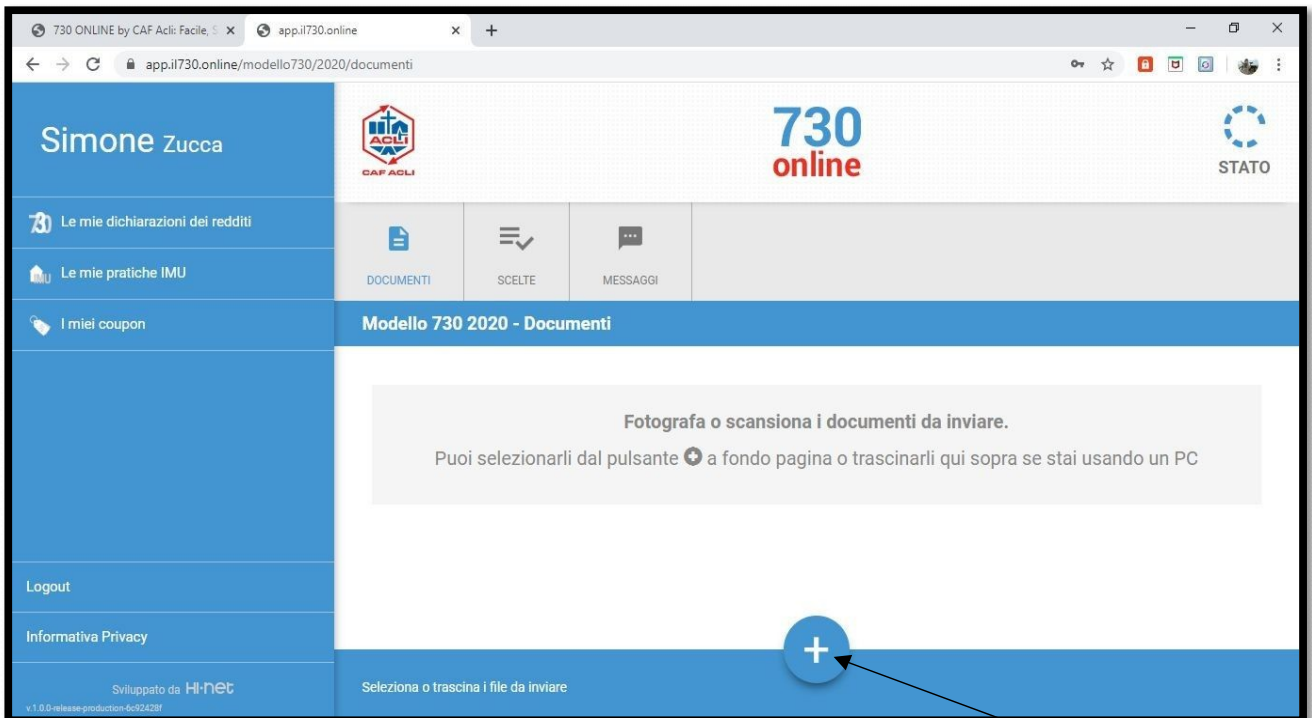 730 ONLINE by CAF Acli: Facile, S
app.il730.online
app.il730.online/modello730/2020/documenti
Simone Zucca
ACLI
CAF ACLI
730
online
STATO
730 Le mie dichiarazioni dei redditi
IMU Le mie pratiche IMU
I miei coupon
DOCUMENTI
SCELTE
MESSAGGI
Modello 730 2020 - Documenti
Fotografa o scansiona i documenti da inviare.
Puoi selezionarli dal pulsante + a fondo pagina o trascinarli qui sopra se stai usando un PC
Logout
Informativa Privacy
Sviluppato da HI·net
v.1.0.0-release-production-6c92428f
+
Seleziona o trascina i file da inviare